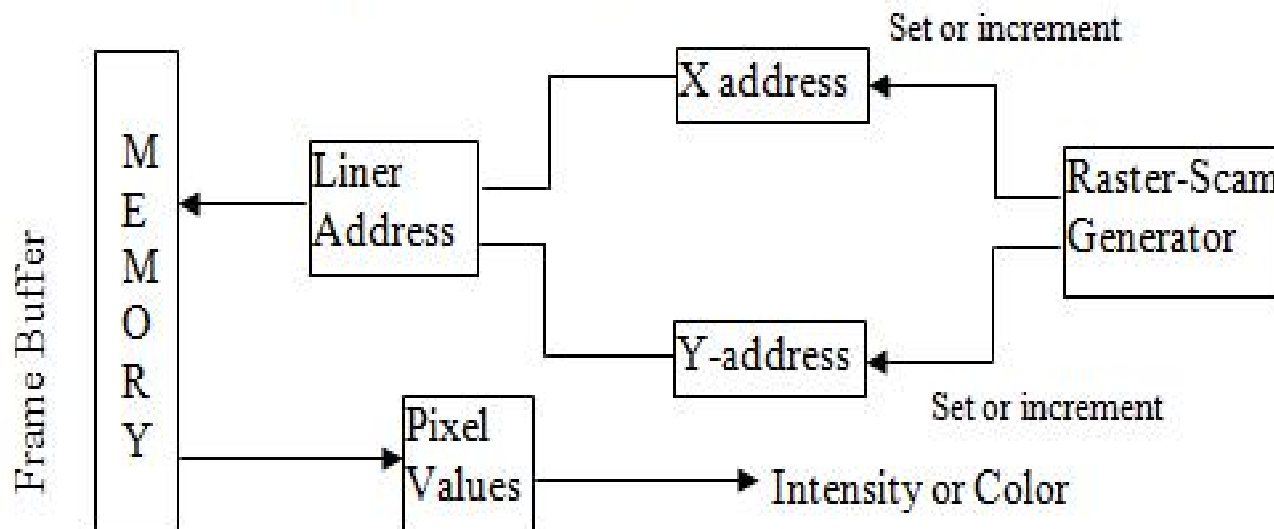 Set or increment
X address
M
E
M
O
R
Y
Liner
Address
Raster-Scam
Generator
Frame Buffer
Y-address
Set or increment
Pixel
Values
Intensity or Color